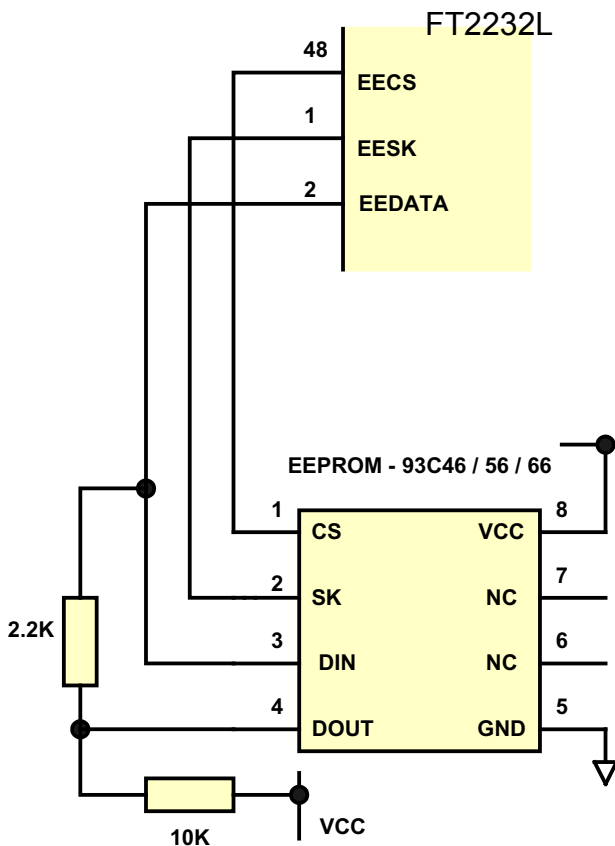 FT2232L
48
EECS
1
EESK
2
EEDATA
EEPROM - 93C46 / 56 / 66
1
CS
VCC
8
2
SK
NC
7
2.2K
3
DIN
NC
6
4
DOUT
GND
5
10K
VCC